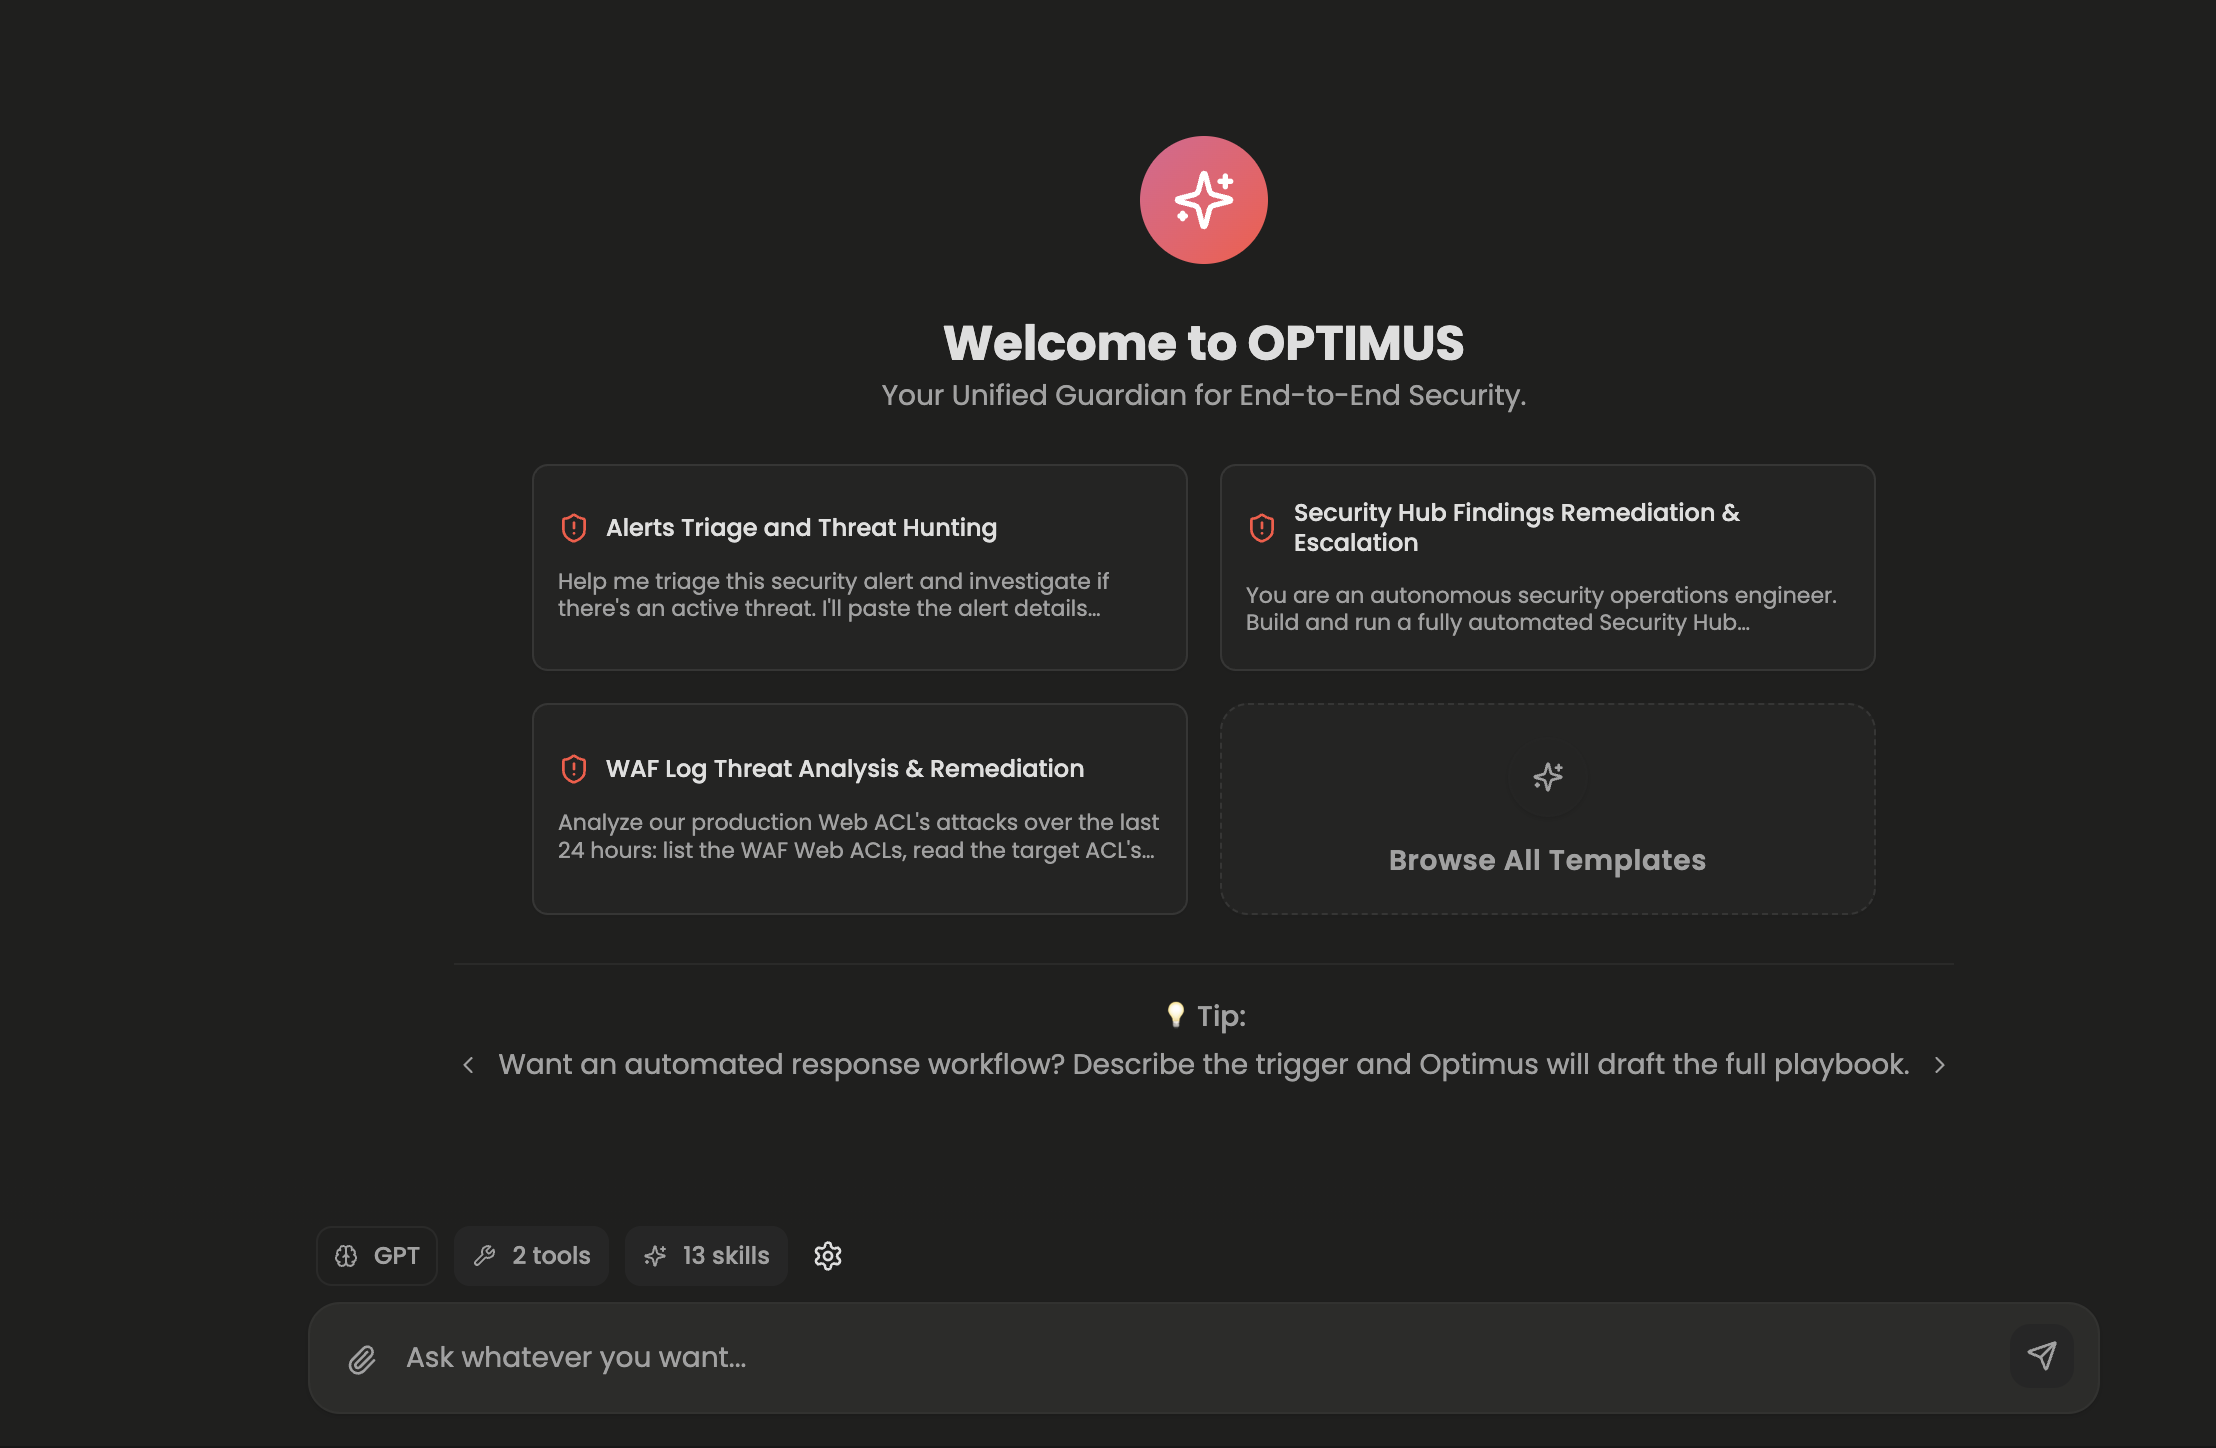 Welcome to OPTIMUS
Your Unified Guardian for End-to-End Security.
Alerts Triage and Threat Hunting
Help me triage this security alert and investigate if
there's an active threat. I'll paste the alert details...
Security Hub Findings Remediation &
Escalation
You are an autonomous security operations engineer.
Build and run a fully automated Security Hub...
WAF Log Threat Analysis & Remediation
Analyze our production Web ACL's attacks over the last
24 hours: list the WAF Web ACLs, read the target ACL's...
Browse All Templates
💡 Tip:
Want an automated response workflow? Describe the trigger and Optimus will draft the full playbook.
GPT
2 tools
13 skills
Ask whatever you want...